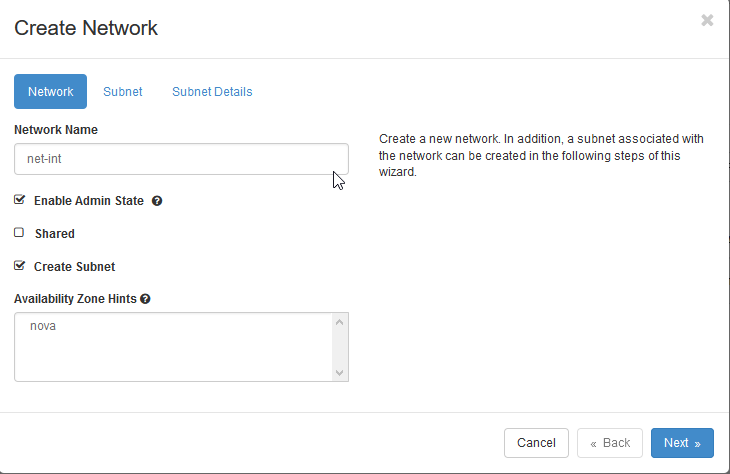 Create Network
×
Network
Subnet
Subnet Details
Network Name
net-int
Enable Admin State ?
Shared
Create Subnet
Availability Zone Hints ?
nova
Create a new network. In addition, a subnet associated with
the network can be created in the following steps of this
wizard.
Cancel
« Back
Next »